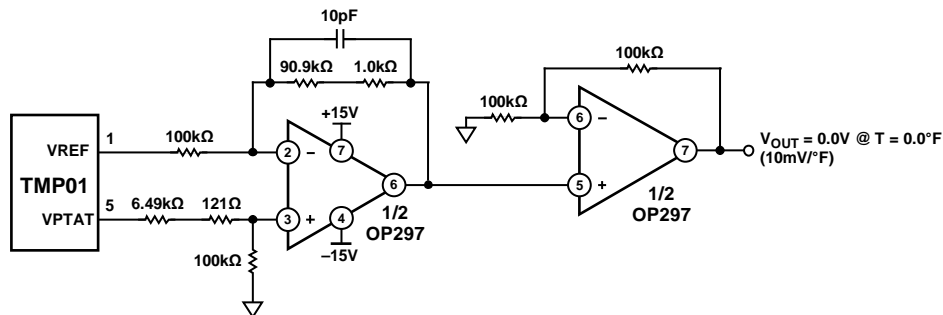 10pF
90.9kΩ
1.0kΩ
100kΩ
100kΩ
+15V
100kΩ
VREF
1
TMP01
VPTAT
5
100kΩ
6.49kΩ
121Ω
2
–
7
3
+
4
6
–15V
1/2
OP297
6
–
7
5
+
1/2
OP297
VOUT = 0.0V @ T = 0.0°F
(10mV/°F)